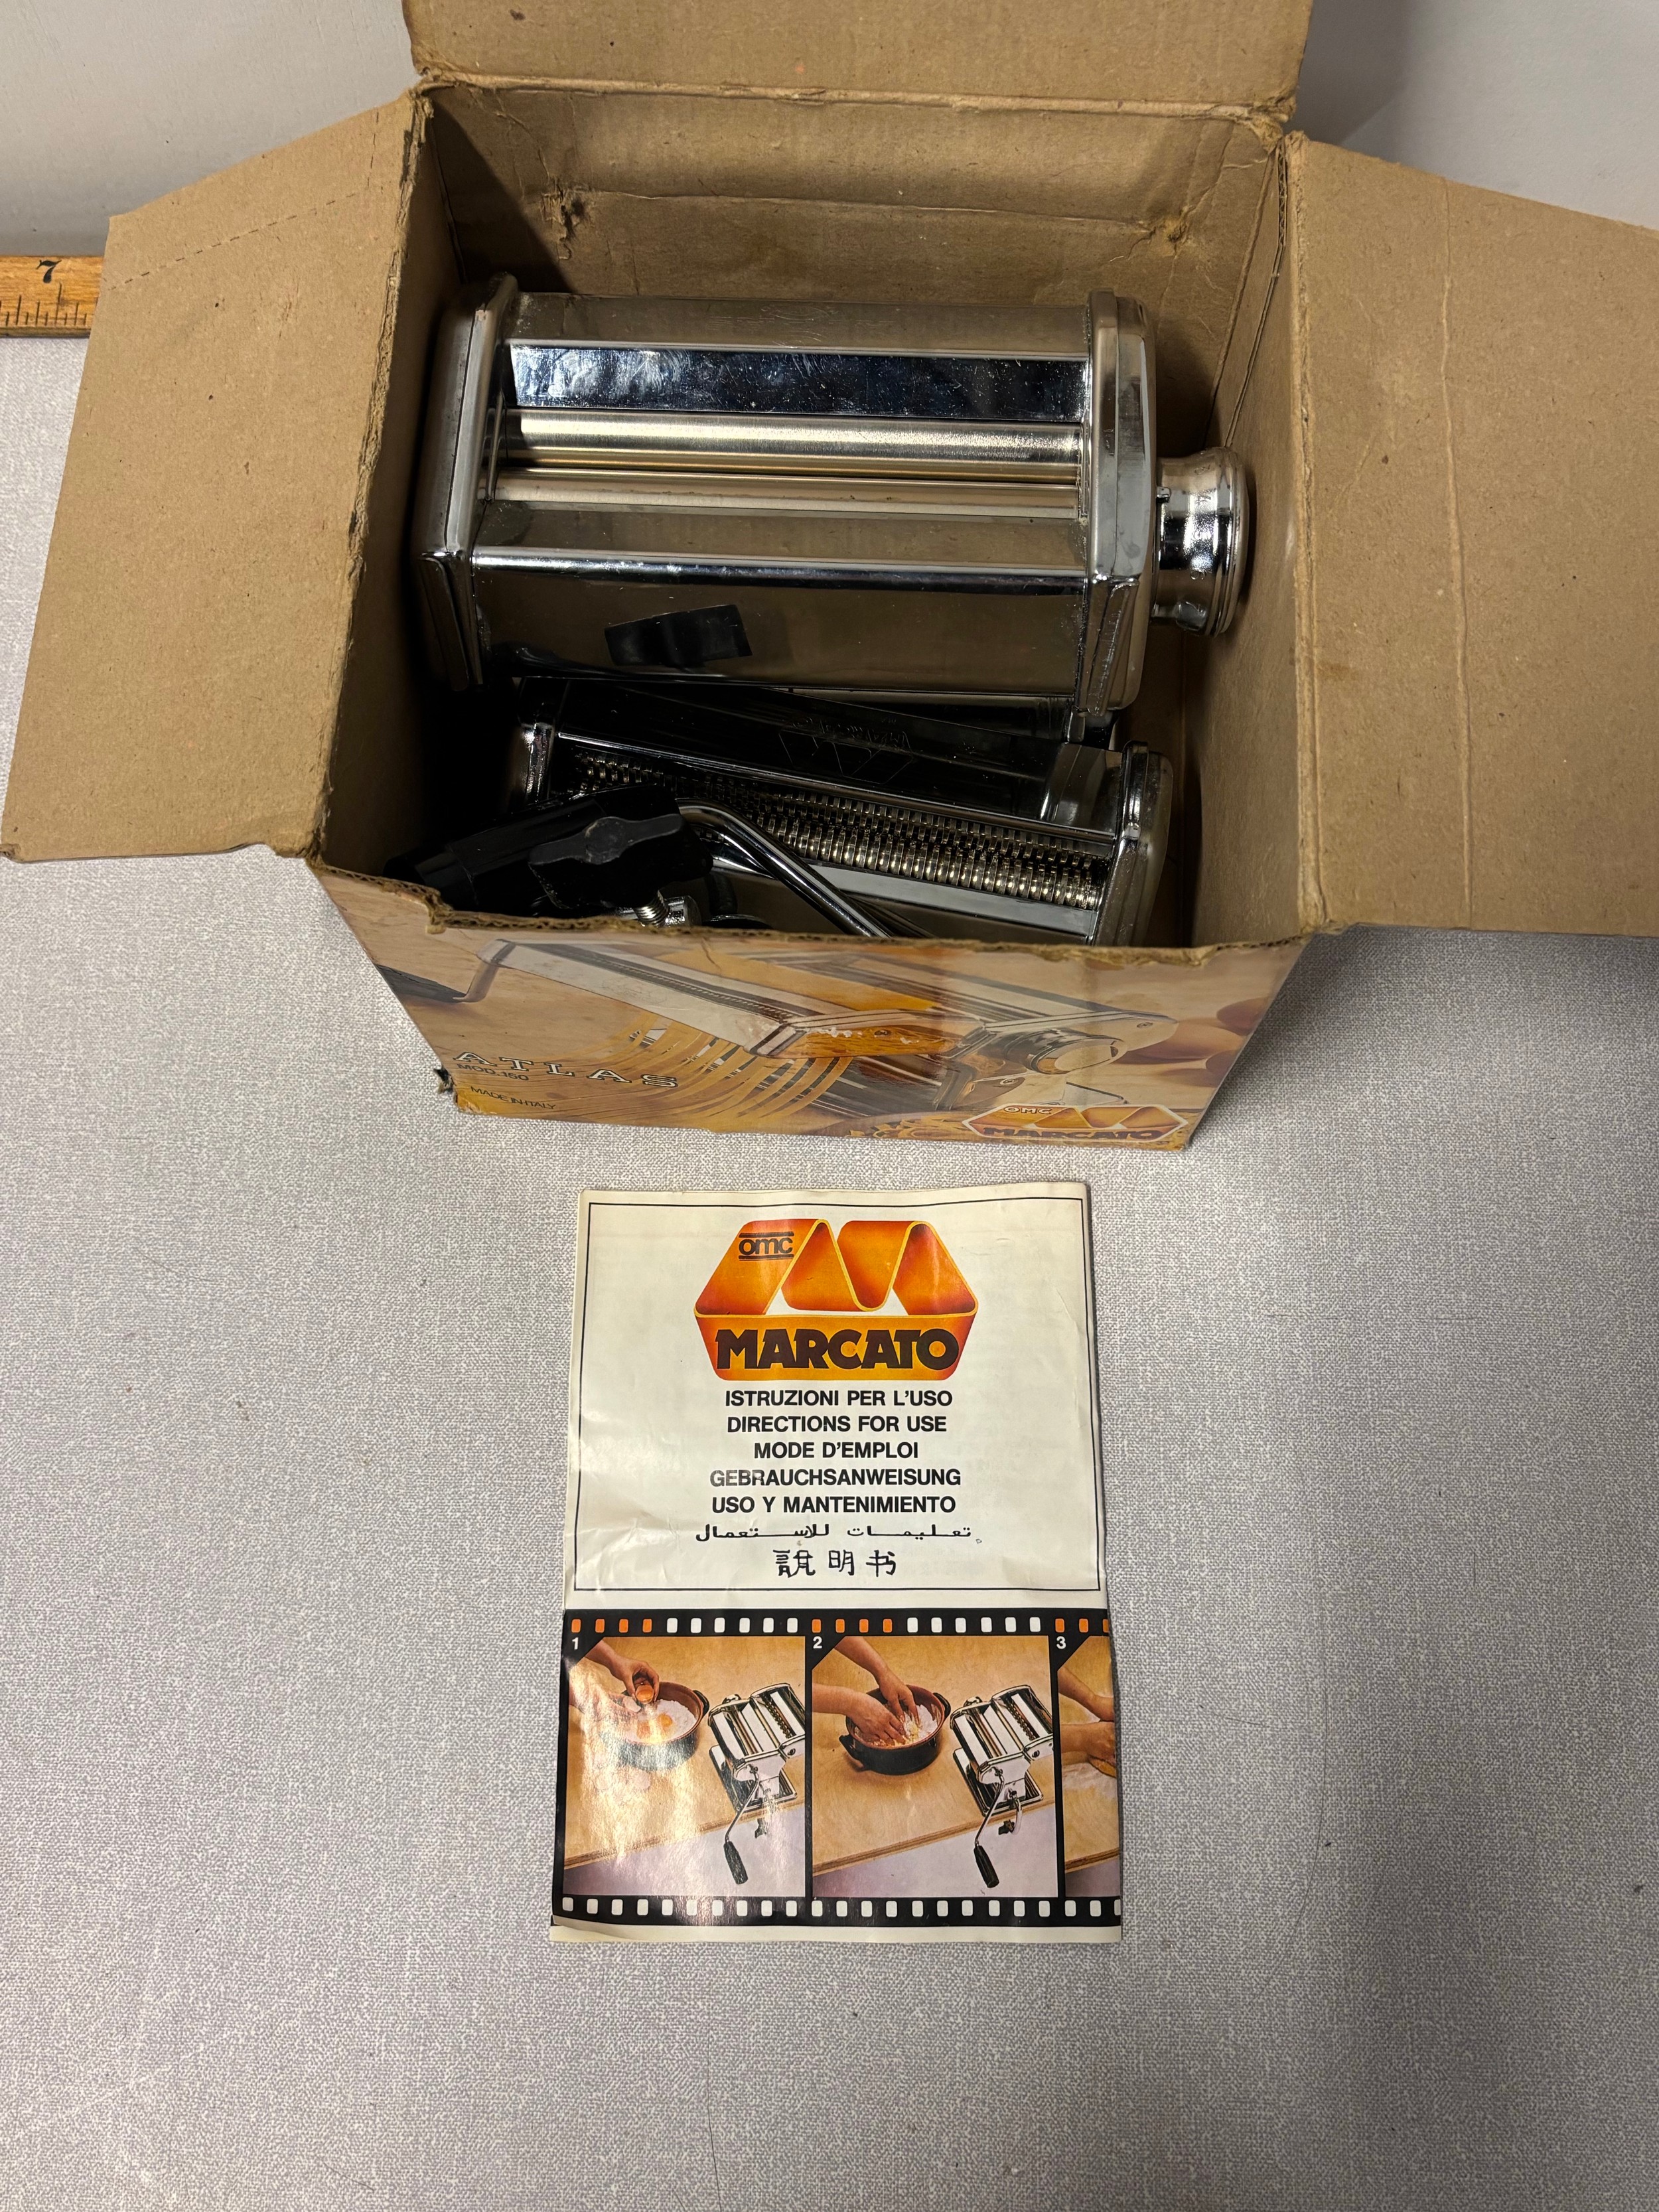 7
ATLAS
MOD. 150
MADE IN ITALY
OMC
MARCATO
omc
MARCATO
ISTRUZIONI PER L'USO
DIRECTIONS FOR USE
MODE D'EMPLOI
GEBRAUCHSANWEISUNG
USO Y MANTENIMIENTO
تعليمات للاستعمال
説明书
1
2
3